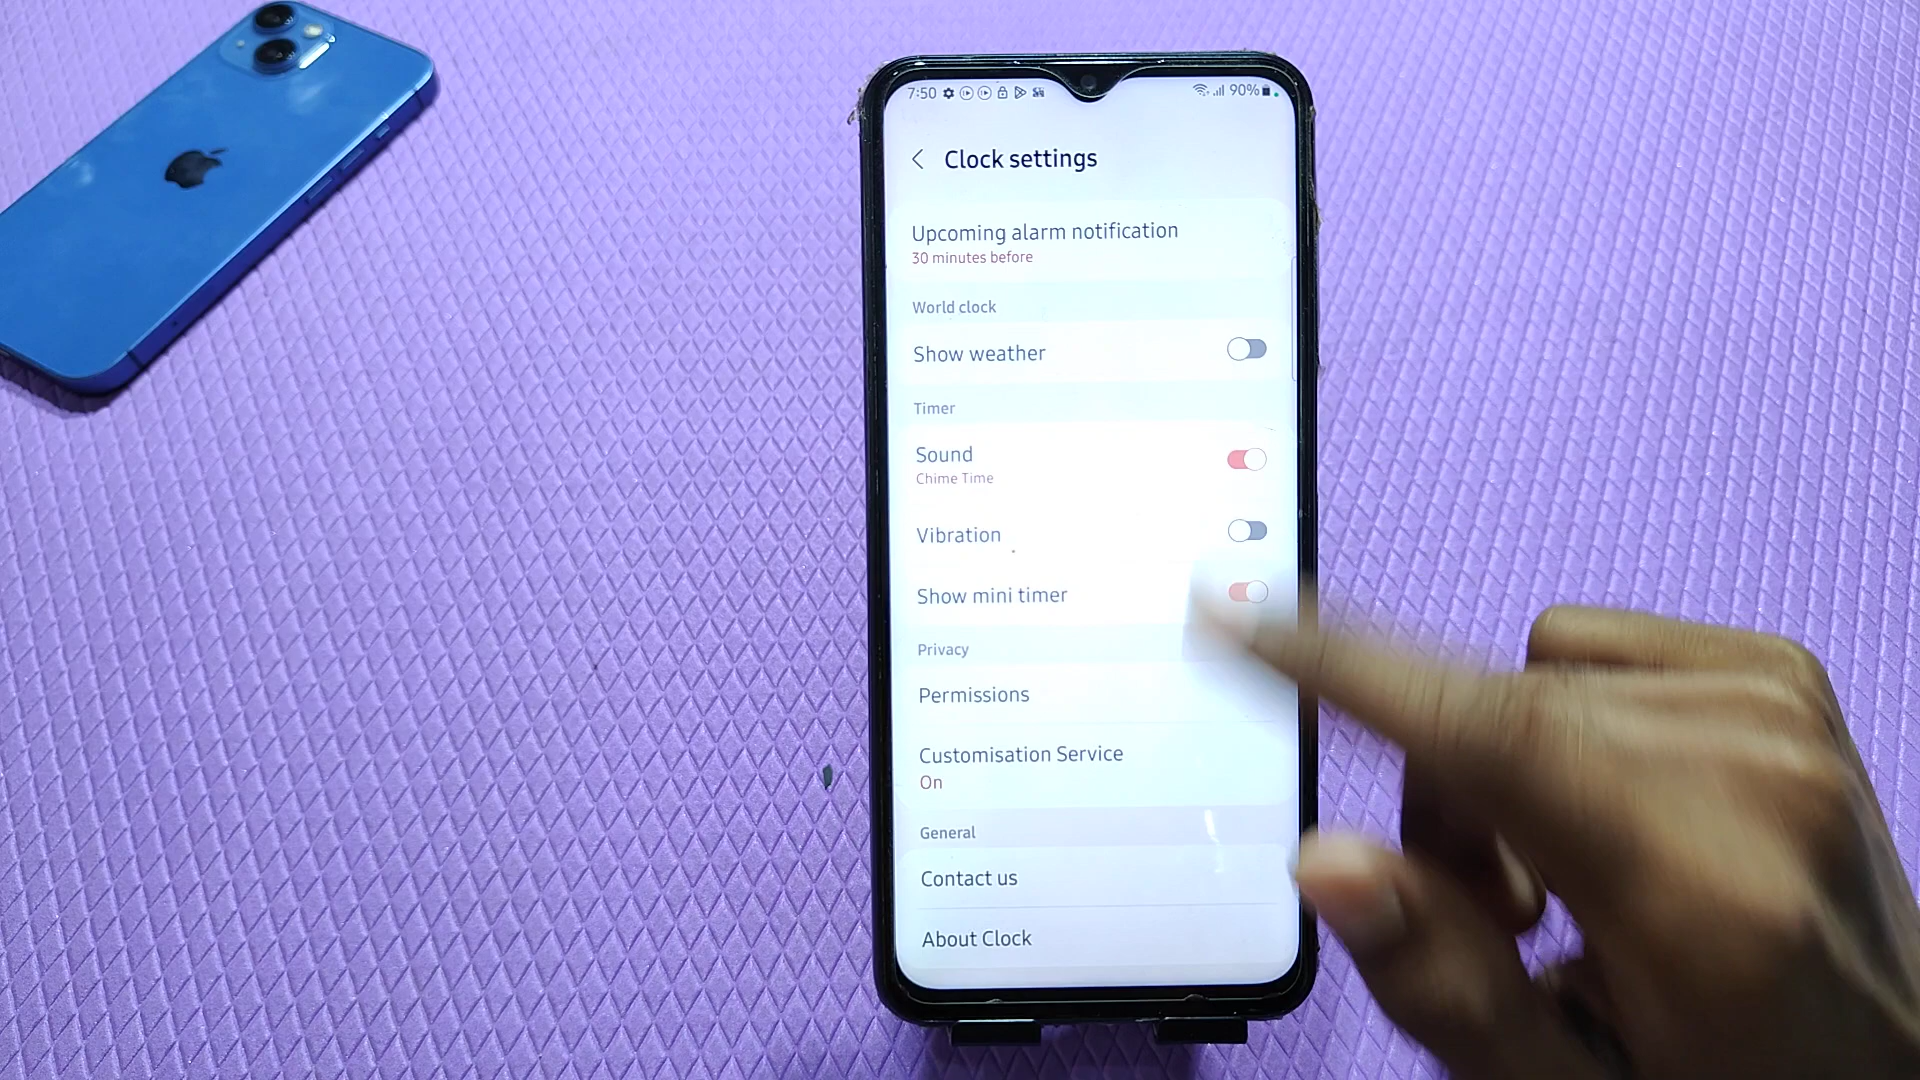 7:50 90%
Clock settings
Upcoming alarm notification
30 minutes before
World clock
Show weather
Timer
Sound
Chime Time
Vibration
Show mini timer
Privacy
Permissions
Customisation Service
On
General
Contact us
About Clock